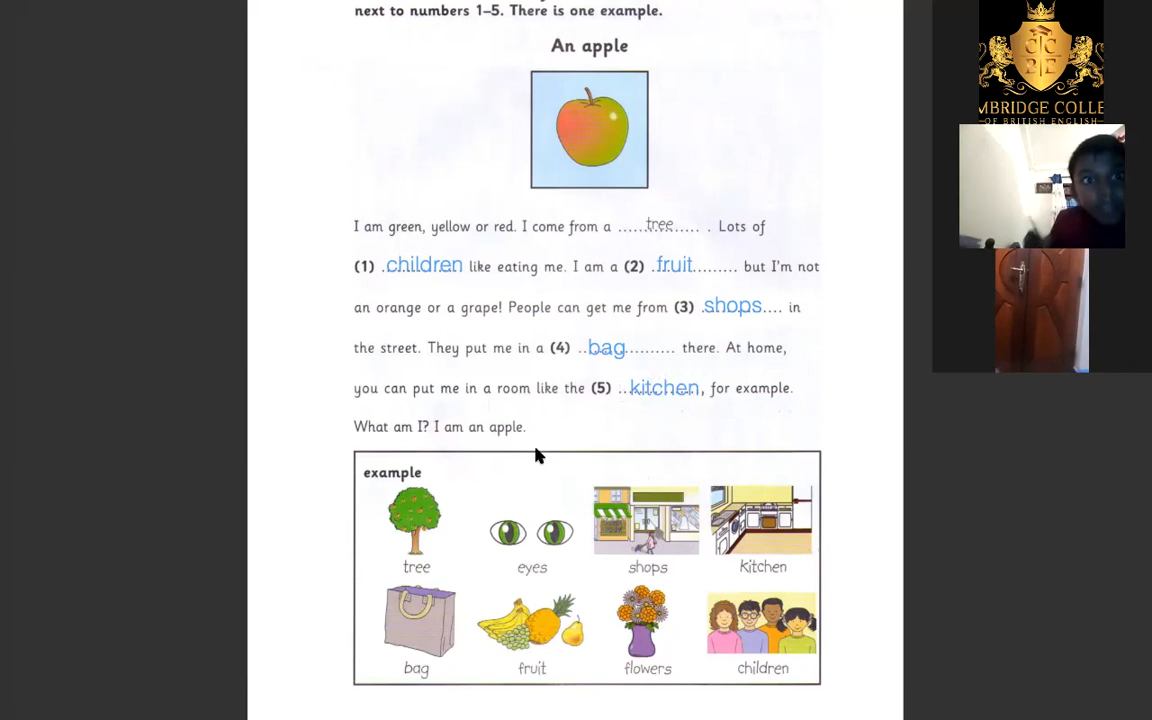 next to numbers 1–5. There is one example.
An apple
I am green, yellow or red. I come from a ......tree...... . Lots of
(1) .children like eating me. I am a (2) .fruit......... but I'm not
an orange or a grape! People can get me from (3) .shops.... in
the street. They put me in a (4) ..bag........... there. At home,
you can put me in a room like the (5) ..kitchen, for example.
What am I? I am an apple.
example
tree eyes shops kitchen
bag fruit flowers children
CC
BE
MBRIDGE COLLE
OF BRITISH ENGLISH